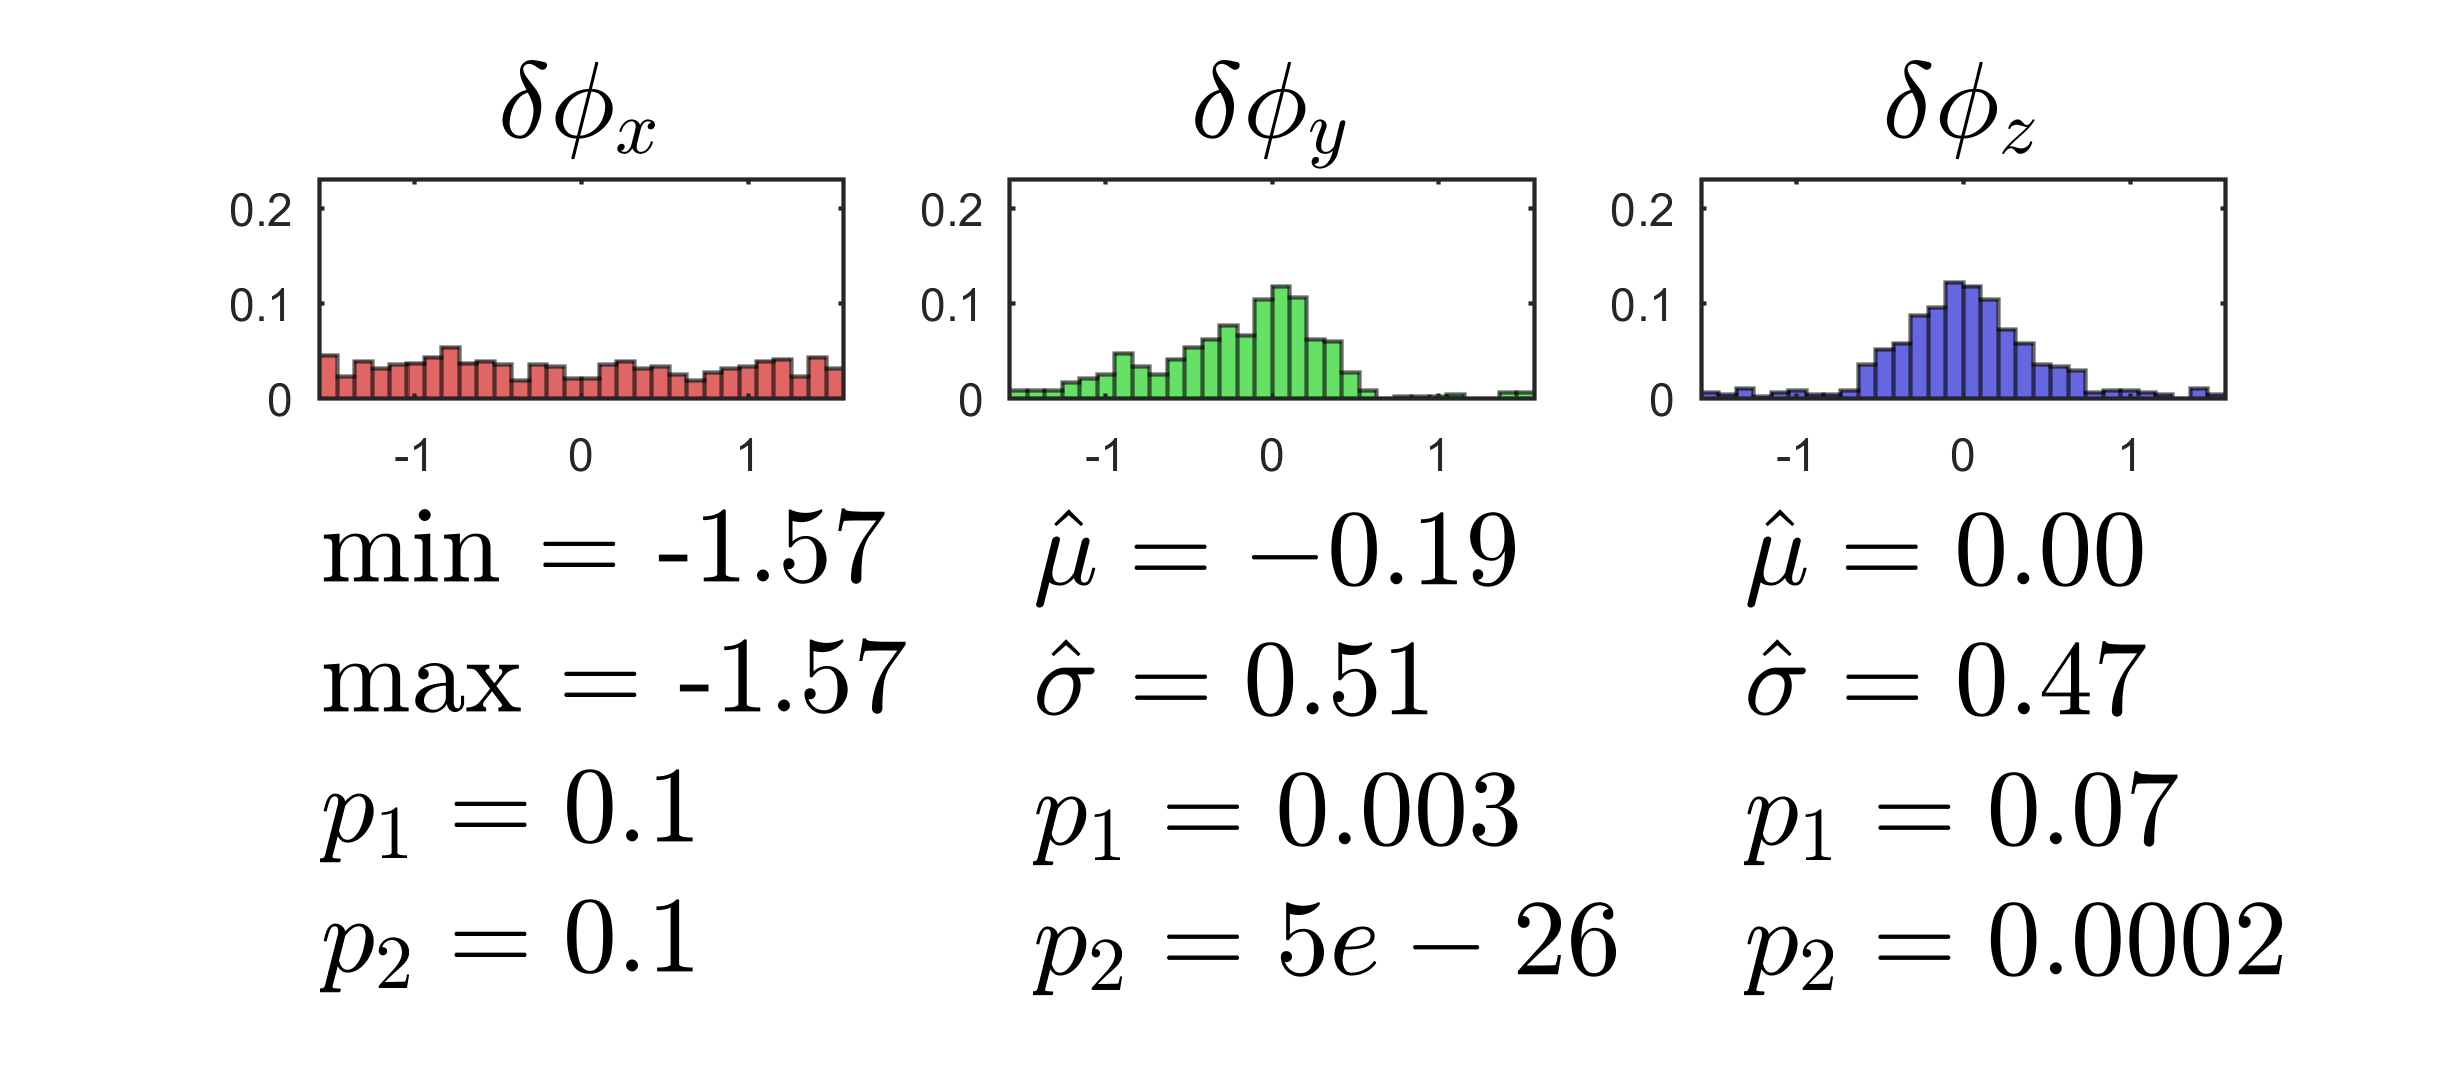 δϕx δϕy δϕz
0.2 0.2 0.2
0.1 0.1 0.1
0 0 0
-1 0 1 -1 0 1 -1 0 1
min = -1.57 μ̂ = −0.19 μ̂ = 0.00
max = -1.57 σ̂ = 0.51 σ̂ = 0.47
p₁ = 0.1 p₁ = 0.003 p₁ = 0.07
p₂ = 0.1 p₂ = 5e − 26 p₂ = 0.0002